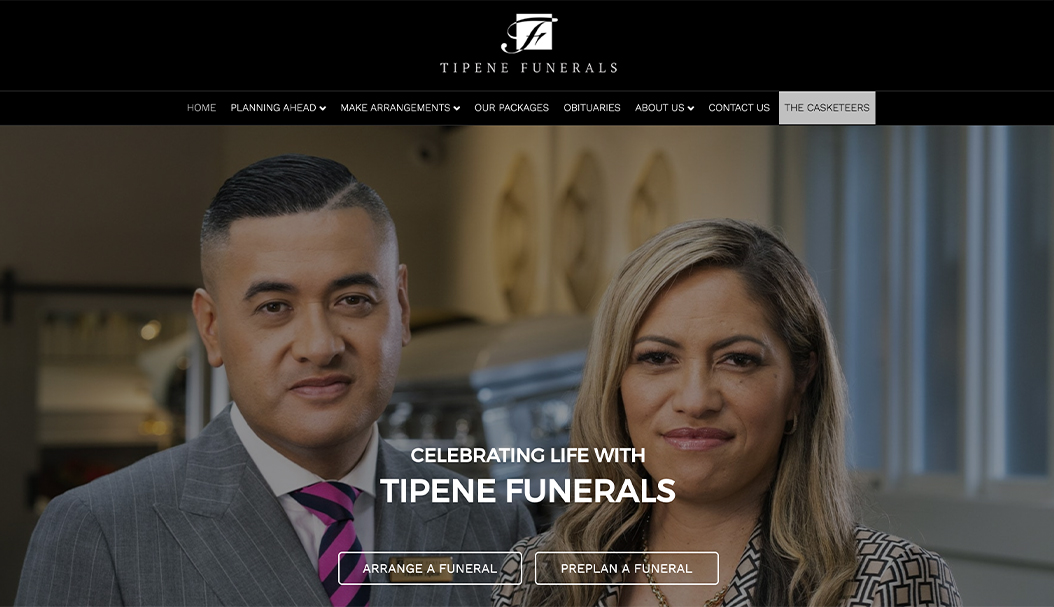 TIPENE FUNERALS
HOME PLANNING AHEAD MAKE ARRANGEMENTS OUR PACKAGES OBITUARIES ABOUT US CONTACT US THE CASKETEERS
CELEBRATING LIFE WITH
TIPENE FUNERALS
ARRANGE A FUNERAL PREPLAN A FUNERAL